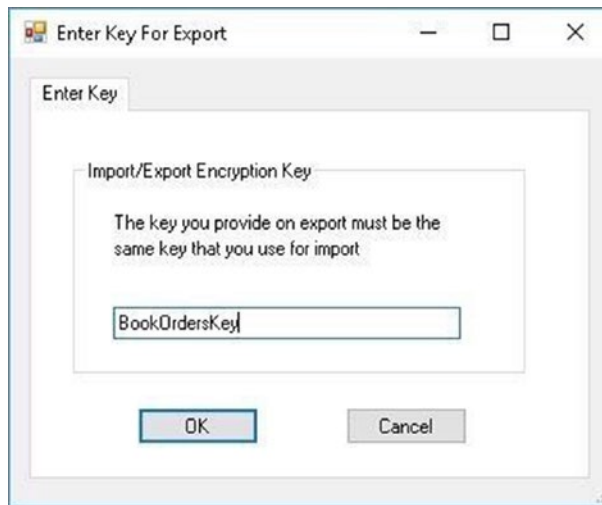 Enter Key For Export
Enter Key
Import/Export Encryption Key
The key you provide on export must be the
same key that you use for import
BookOrdersKey
OK Cancel